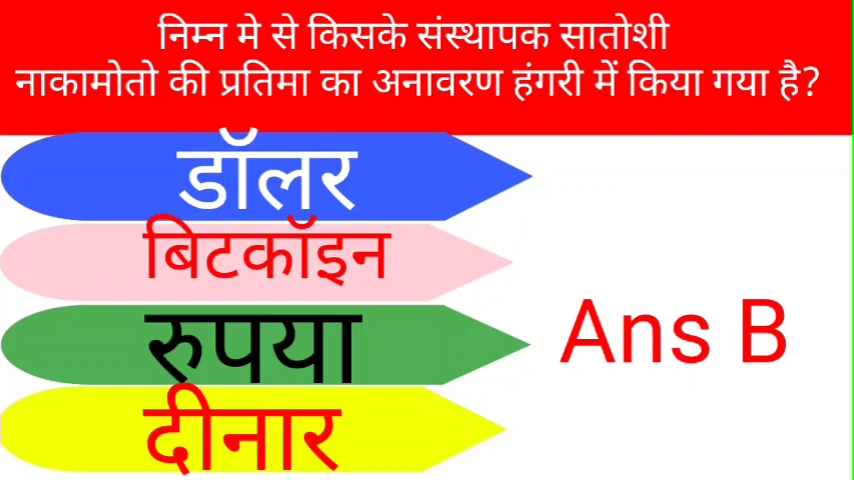 निम्न मे से किसके संस्थापक सातोशी
नाकामोतो की प्रतिमा का अनावरण हंगरी में किया गया है?
डॉलर
बिटकॉइन
रुपया
दीनार
Ans B